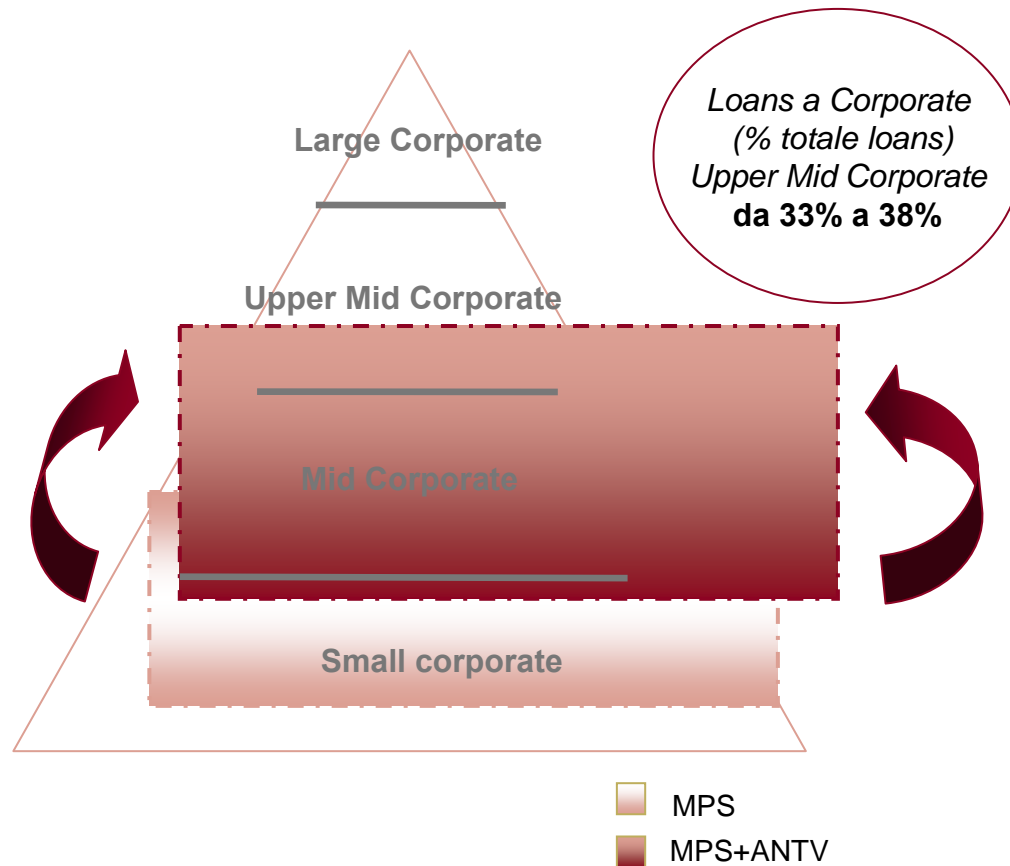 Loans a Corporate
(% totale loans)
Upper Mid Corporate
da 33% a 38%
Large Corporate
Upper Mid Corporate
Mid Corporate
Small corporate
MPS
MPS+ANTV